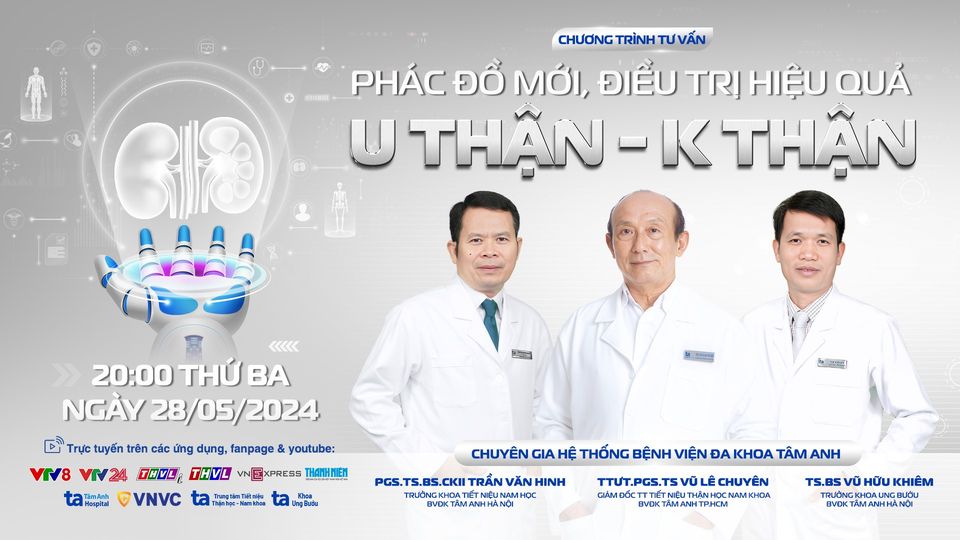 CHƯƠNG TRÌNH TƯ VẤN
PHÁC ĐỒ MỚI, ĐIỀU TRỊ HIỆU QUẢ
U THẬN - K THẬN
20:00 THỨ BA
NGÀY 28/05/2024
Trực tuyến trên các ứng dụng, fanpage & youtube:
VTV8 VTV24 THVLi THVL VNEXPRESS THANH NIÊN
ta Tâm Anh Hospital VNVC ta Trung tâm Tiết niệu Thận học - Nam khoa ta Khoa Ung Bướu
CHUYÊN GIA HỆ THỐNG BỆNH VIỆN ĐA KHOA TÂM ANH
PGS.TS.BS.CKII TRẦN VĂN HINH
TRƯỞNG KHOA TIẾT NIỆU NAM HỌC
BVĐK TÂM ANH HÀ NỘI
TTƯT.PGS.TS VŨ LÊ CHUYÊN
GIÁM ĐỐC TT TIẾT NIỆU THẬN HỌC NAM KHOA
BVĐK TÂM ANH TP.HCM
TS.BS VŨ HỮU KHIÊM
TRƯỞNG KHOA UNG BƯỚU
BVĐK TÂM ANH HÀ NỘI